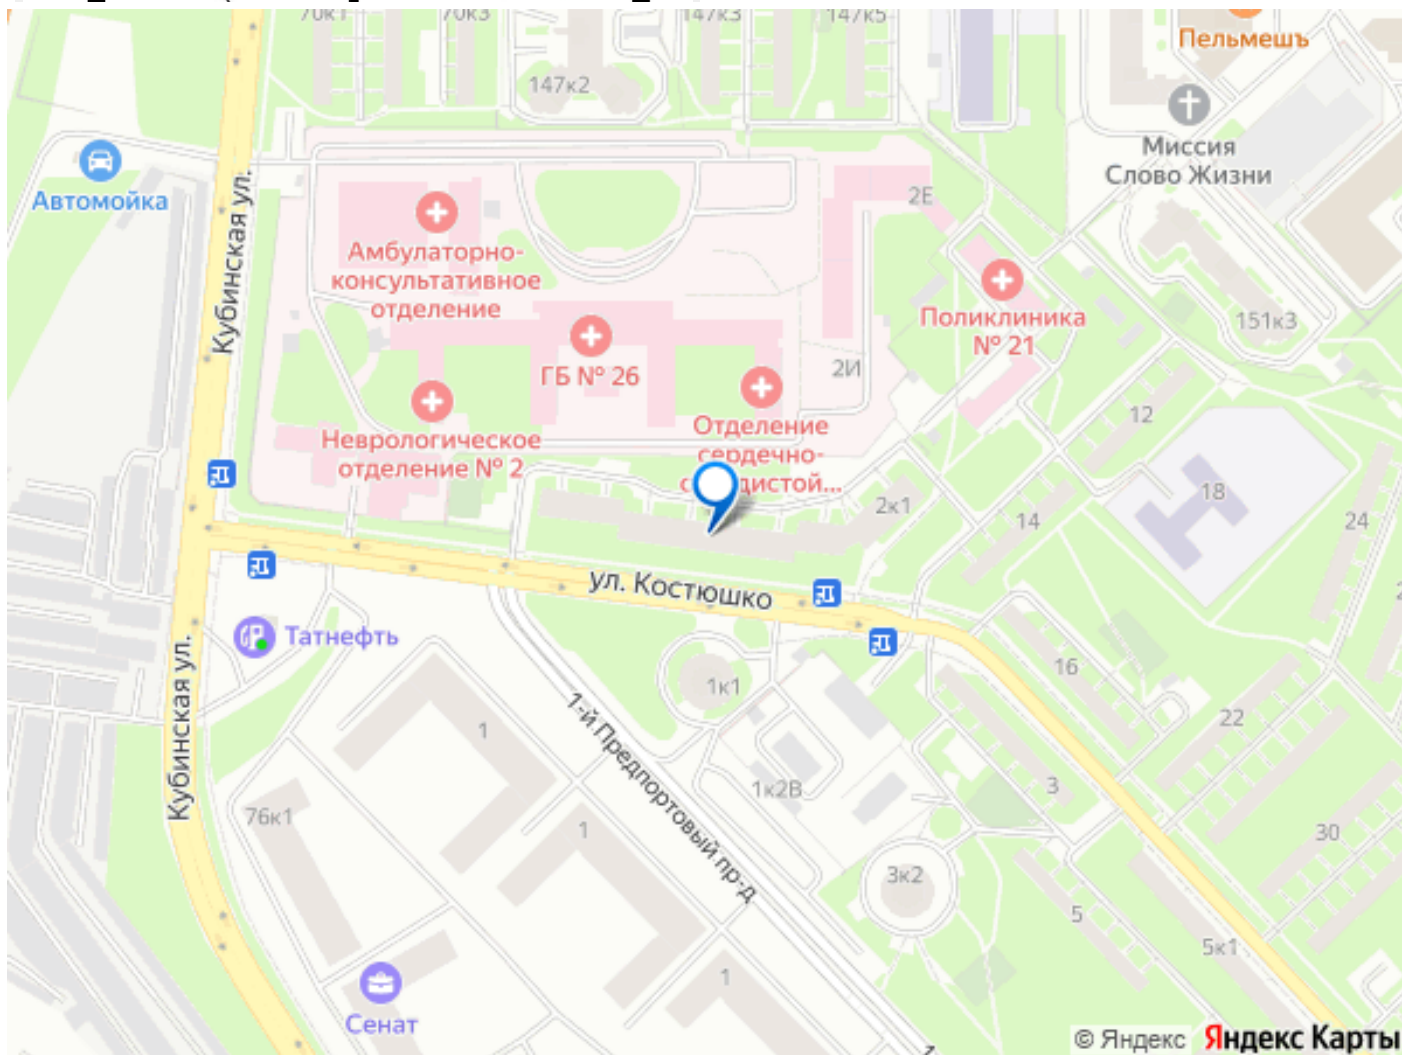 70к1
70к3
147к3
147к5
Пельмешъ
147к2
Миссия
Слово Жизни
Автомойка
Кубинская ул.
2Е
Амбулаторно-
консультативное
отделение
Поликлиника
№ 21
151к3
ГБ № 26
2И
12
Неврологическое
отделение № 2
Отделение
сердечно-
18
2к1
14
24
ул. Костюшко
Татнефть
16
1к1
22
Кубинская ул.
1
1-й Предпортовый пр-д
1к2В
3
76к1
1
30
3к2
5
5к1
1
Сенат
© Яндекс Яндекс Карты